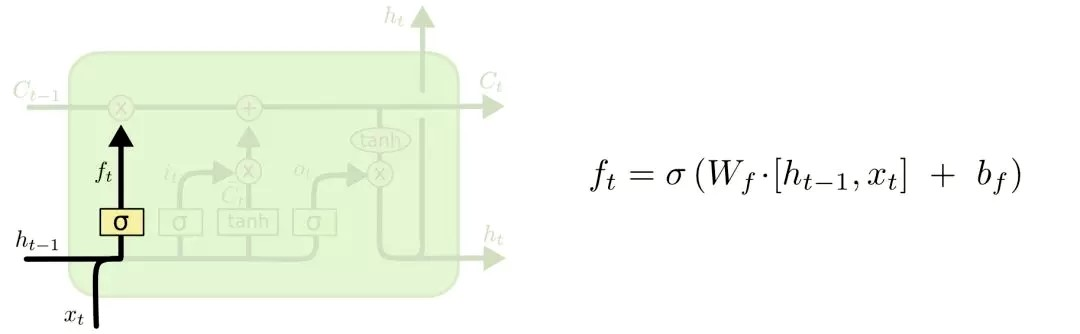 h_t
C_{t-1}
C_t
×
+
tanh
f_t
i_t
o_t
×
×
C̃_t
σ
σ
tanh
σ
h_{t-1}
h_t
x_t
f_t = σ (W_f · [h_{t-1}, x_t] + b_f)